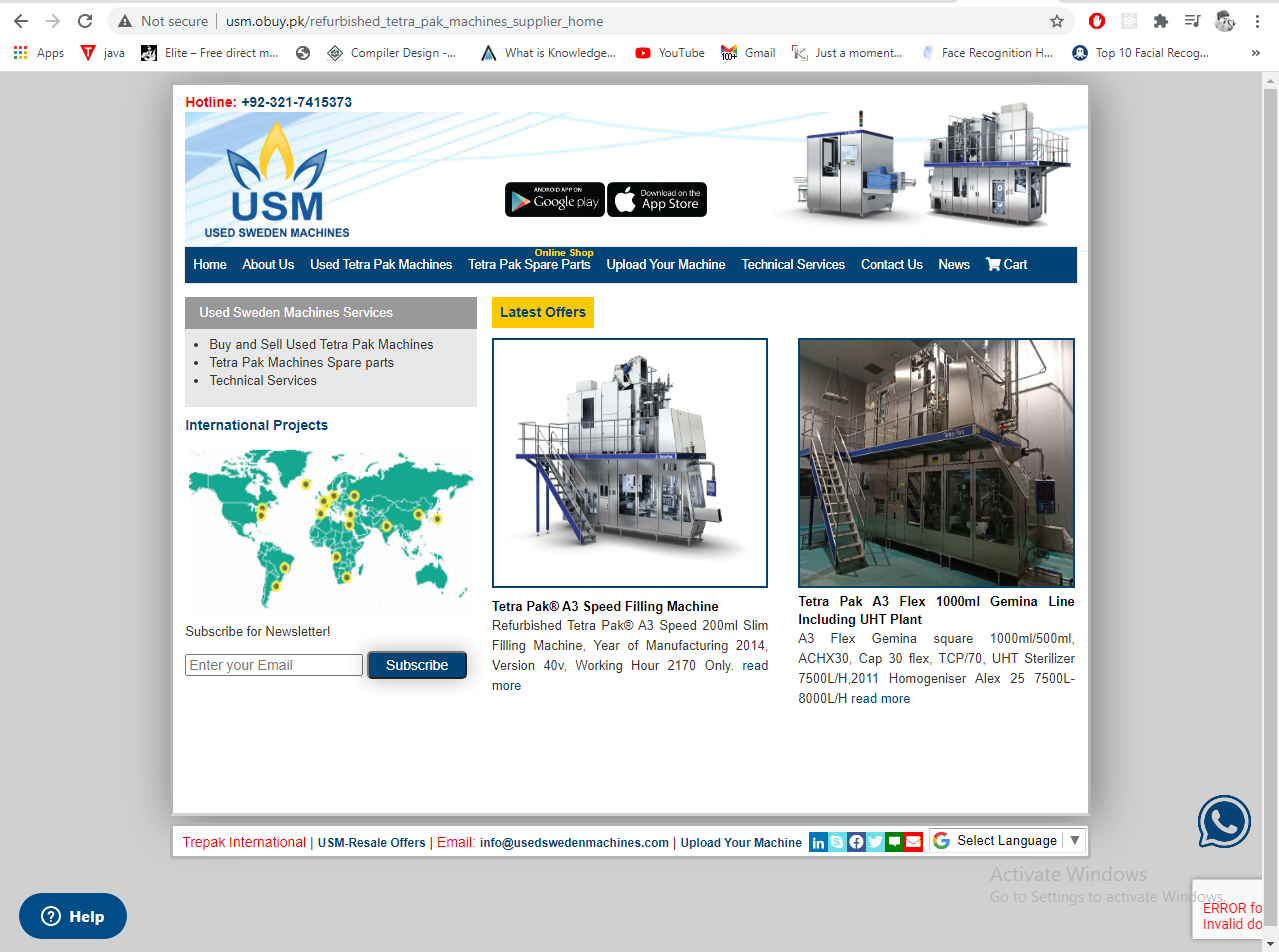 Not secure | usm.obuy.pk/refurbished_tetra_pak_machines_supplier_home
Apps java Elite – Free direct m... Compiler Design -... What is Knowledge... YouTube 100+ Gmail Just a moment... Face Recognition H... Top 10 Facial Recog... »
Hotline: +92-321-7415373
USM
USED SWEDEN MACHINES
ANDROID APP ON
Google play
Download on the
App Store
Online Shop
Home About Us Used Tetra Pak Machines Tetra Pak Spare Parts Upload Your Machine Technical Services Contact Us News Cart
Used Sweden Machines Services
• Buy and Sell Used Tetra Pak Machines
• Tetra Pak Machines Spare parts
• Technical Services
International Projects
Subscribe for Newsletter!
Enter your Email Subscribe
Latest Offers
Tetra Pak® A3 Speed Filling Machine
Refurbished Tetra Pak® A3 Speed 200ml Slim
Filling Machine, Year of Manufacturing 2014,
Version 40v, Working Hour 2170 Only. read
more
Tetra Pak
Tetra Pak A3 Flex 1000ml Gemina Line
Including UHT Plant
A3 Flex Gemina square 1000ml/500ml,
ACHX30, Cap 30 flex, TCP/70, UHT Sterilizer
7500L/H,2011 Homogeniser Alex 25 7500L-
8000L/H read more
Trepak International | USM-Resale Offers | Email: info@usedswedenmachines.com | Upload Your Machine in Select Language ▼
Activate Windows
Go to Settings to activate Windows.
Help
ERROR fo
Invalid do